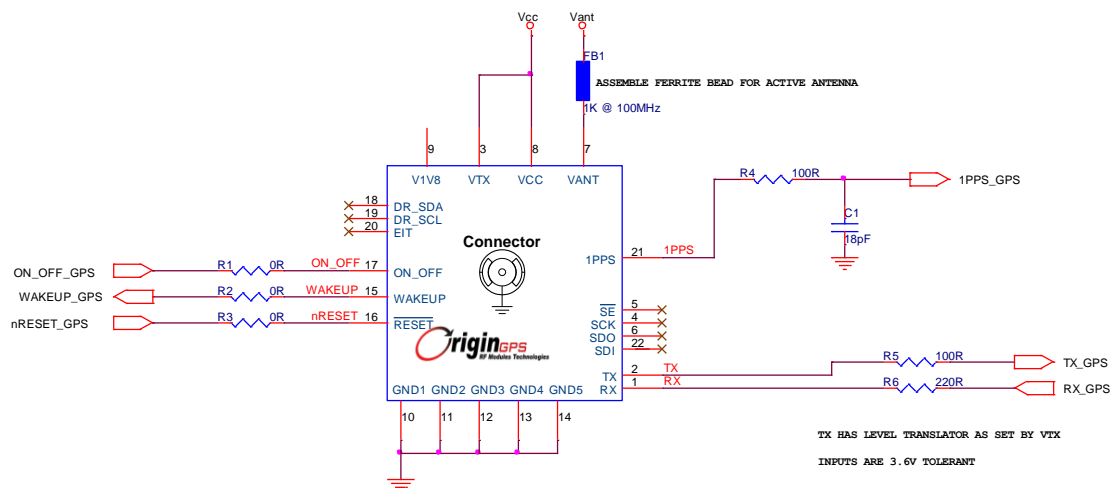 Vcc
Vant
FB1
ASSEMBLE FERRITE BEAD FOR ACTIVE ANTENNA
1K @ 100MHz
9
3
8
7
V1V8
VTX
VCC
VANT
R4
100R
1PPS_GPS
18
DR_SDA
19
DR_SCL
20
EIT
C1
18pF
Connector
1PPS
21
1PPS
ON_OFF_GPS
R1
0R
ON_OFF
17
ON_OFF
WAKEUP_GPS
R2
0R
WAKEUP
15
WAKEUP
nRESET_GPS
R3
0R
nRESET
16
RESET
SE
5
SCK
4
SDO
6
SDI
22
OriginGPS
RF Modules Technologies
TX
2
TX
R5
100R
TX_GPS
RX
1
RX
R6
220R
RX_GPS
GND1
GND2
GND3
GND4
GND5
10
11
12
13
14
TX HAS LEVEL TRANSLATOR AS SET BY VTX
INPUTS ARE 3.6V TOLERANT